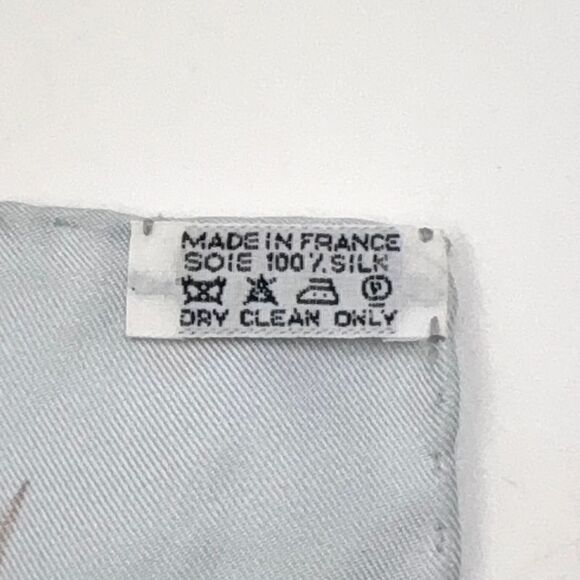 MADE IN FRANCE
SOIE 100% SILK
P
DRY CLEAN ONLY